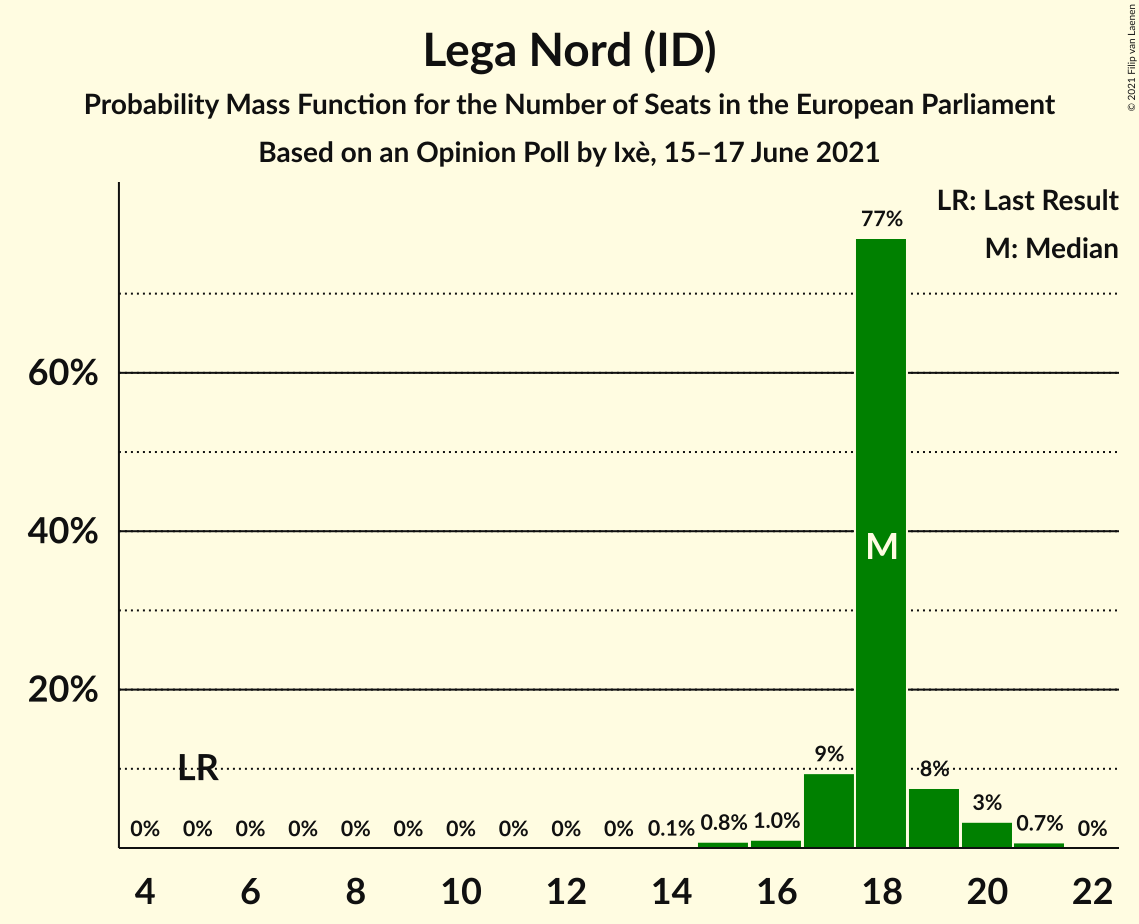 Lega Nord (ID)
Probability Mass Function for the Number of Seats in the European Parliament
Based on an Opinion Poll by Ixè, 15–17 June 2021
© 2021 Filip van Laenen
LR: Last Result
M: Median
77%
60%
40%
M
20%
LR
9%
8%
3%
0% 0% 0% 0% 0% 0% 0% 0% 0% 0% 0.1% 0.8% 1.0% 0.7% 0%
4 6 8 10 12 14 16 18 20 22